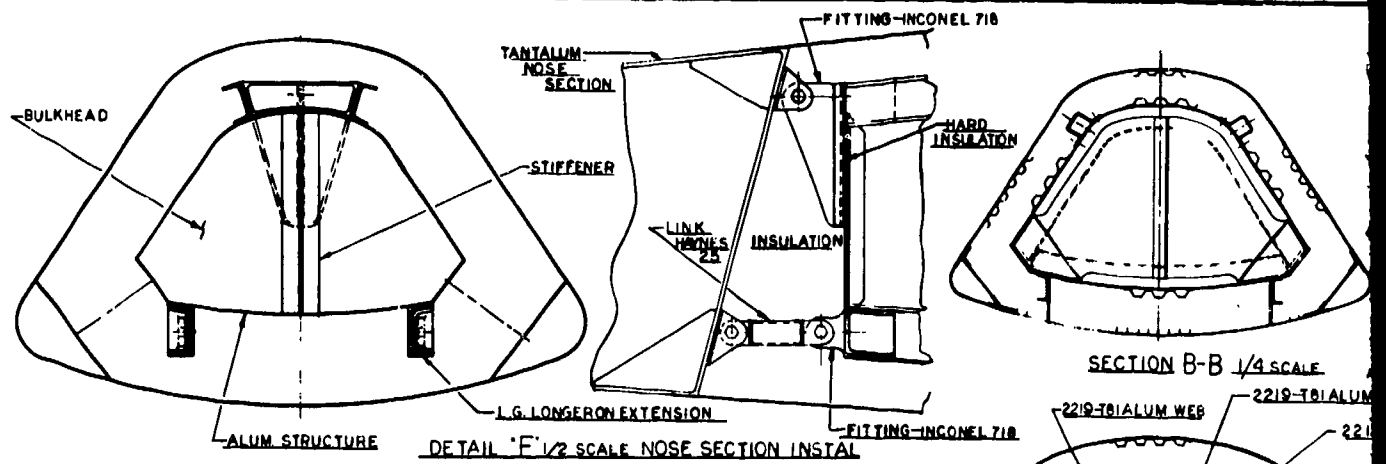 FITTING-INCONEL 718
TANTALUM
NOSE
SECTION
BULKHEAD
HARD
INSULATION
STIFFENER
LINK
HAYNES
25
INSULATION
SECTION B-B 1/4 SCALE
2219-T81 ALUM WEB
2219-T81 ALUM
221
L.G. LONGERON EXTENSION
ALUM. STRUCTURE
FITTING-INCONEL 718
DETAIL "F" 1/2 SCALE NOSE SECTION INSTAL